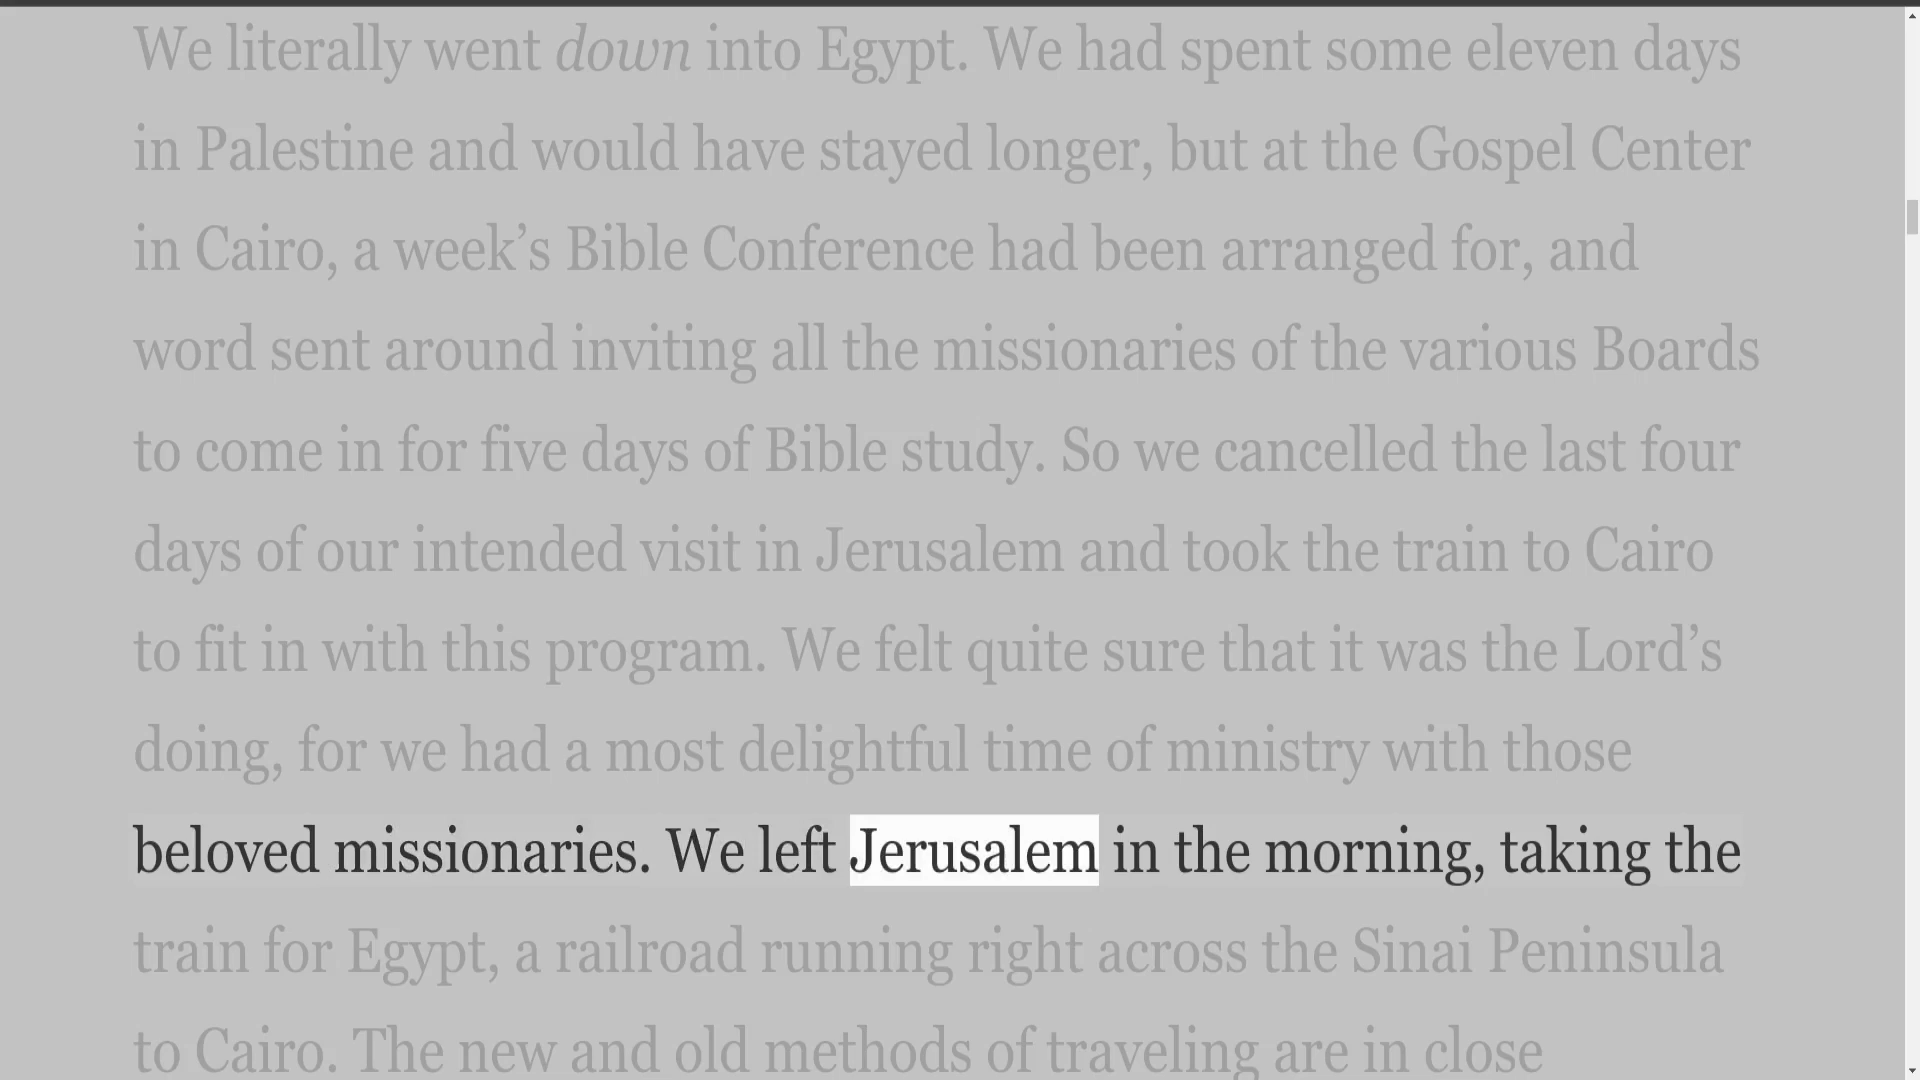 We literally went down into Egypt. We had spent some eleven days
in Palestine and would have stayed longer, but at the Gospel Center
in Cairo, a week’s Bible Conference had been arranged for, and
word sent around inviting all the missionaries of the various Boards
to come in for five days of Bible study. So we cancelled the last four
days of our intended visit in Jerusalem and took the train to Cairo
to fit in with this program. We felt quite sure that it was the Lord’s
doing, for we had a most delightful time of ministry with those
beloved missionaries. We left Jerusalem in the morning, taking the
train for Egypt, a railroad running right across the Sinai Peninsula
to Cairo. The new and old methods of traveling are in close